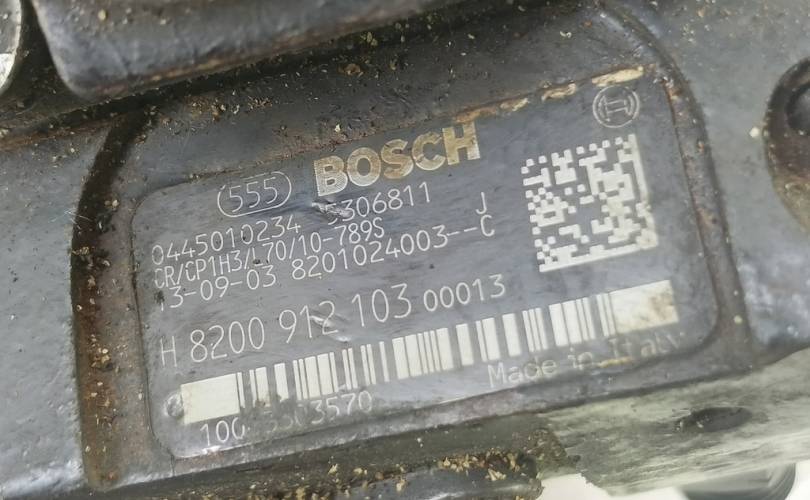 555 BOSCH
0445010234 5306811 J
CR/CP1H3/L70/10-789S
13-09-03 8201024003--C
H 8200 912 103 00013
Made in Italy